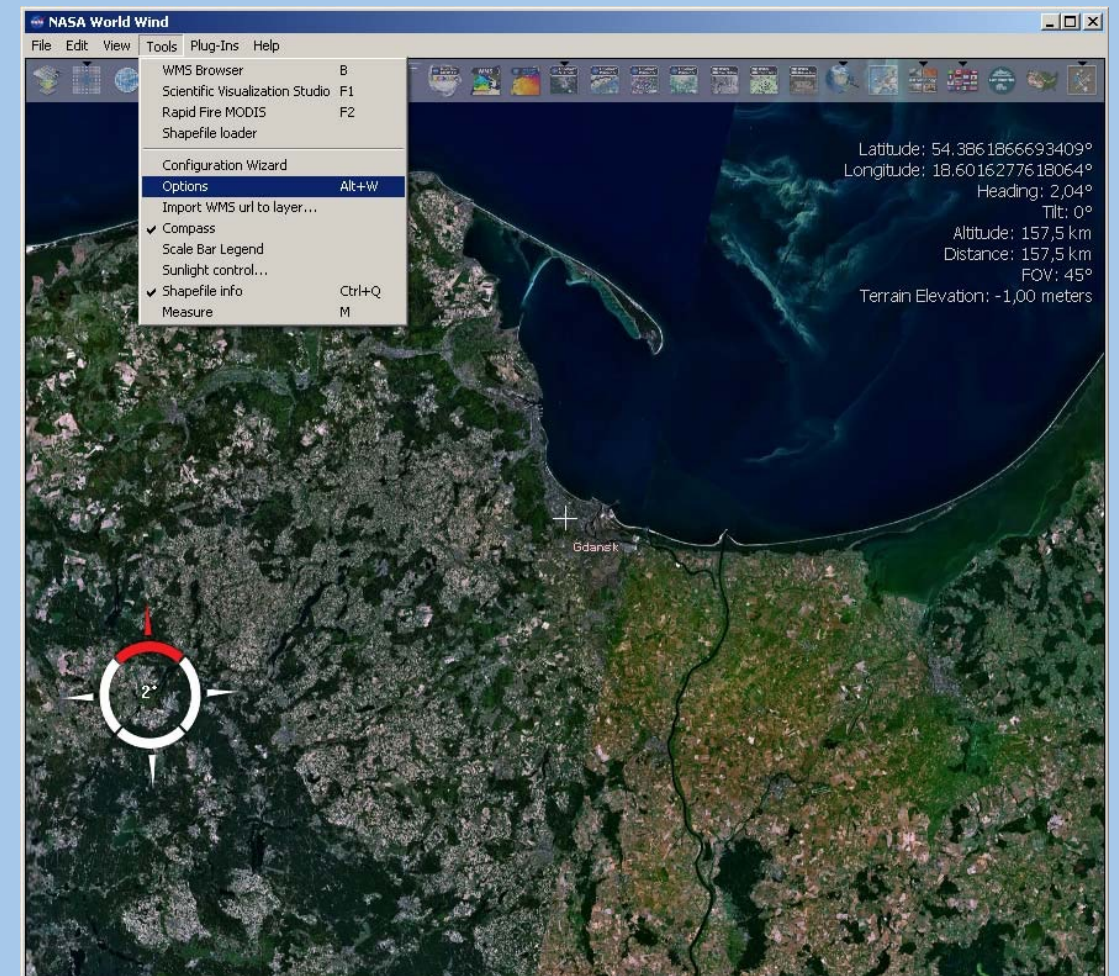 NASA World Wind
File Edit View Tools Plug-Ins Help
WMS Browser B
Scientific Visualization Studio F1
Rapid Fire MODIS F2
Shapefile loader
Configuration Wizard
Options Alt+W
Import WMS url to layer...
Compass
Scale Bar Legend
Sunlight control...
Shapefile info Ctrl+Q
Measure M
Latitude: 54.3861866693409°
Longitude: 18.6016277618064°
Heading: 2,04°
Tilt: 0°
Altitude: 157,5 km
Distance: 157,5 km
FOV: 45°
Terrain Elevation: -1,00 meters
Gdansk
2°